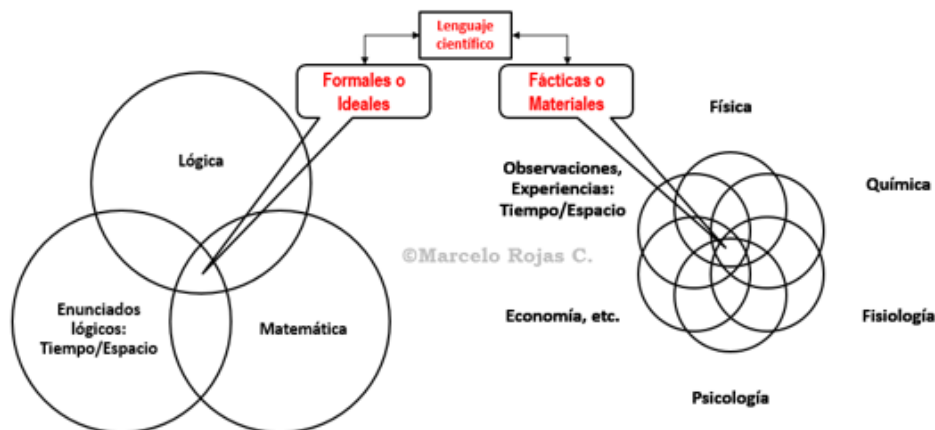 Lenguaje
científico
Formales o
Ideales
Fácticas o
Materiales
Lógica
Enunciados
lógicos:
Tiempo/Espacio
Matemática
©Marcelo Rojas C.
Física
Observaciones,
Experiencias:
Tiempo/Espacio
Química
Economía, etc.
Fisiología
Psicología